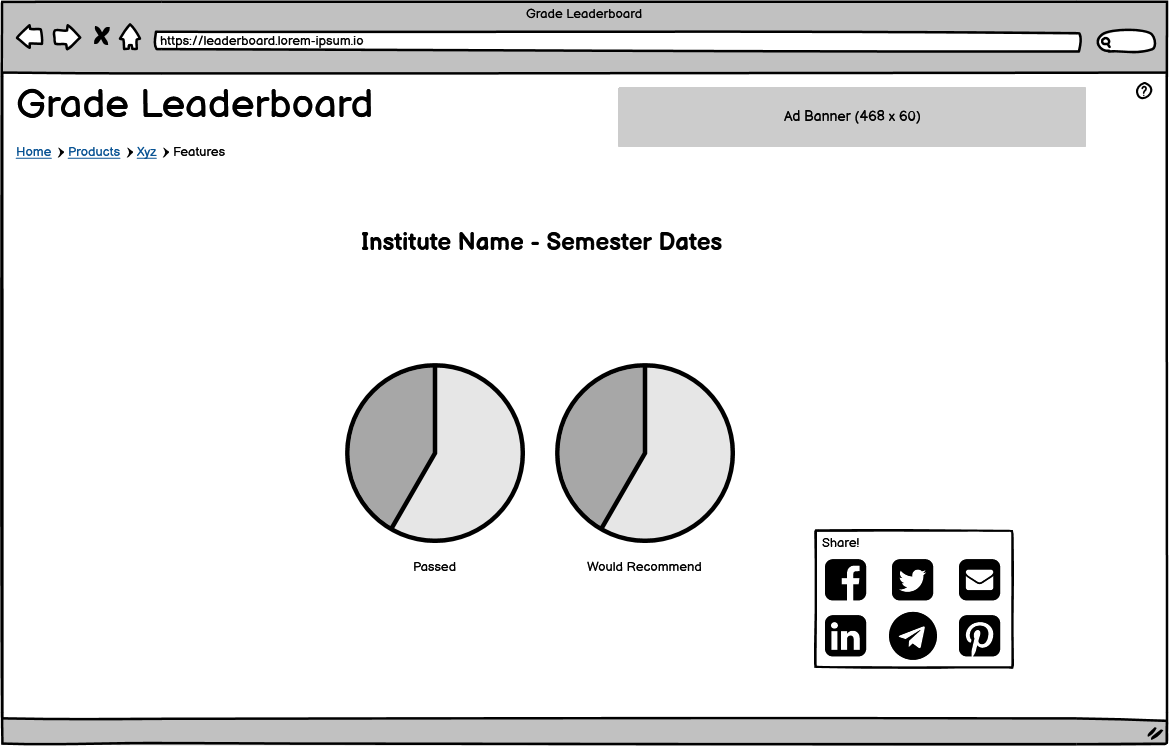 Grade Leaderboard
https://leaderboard.lorem-ipsum.io
Grade Leaderboard
Ad Banner (468 x 60)
?
Home > Products > Xyz > Features
Institute Name - Semester Dates
Passed
Would Recommend
Share!